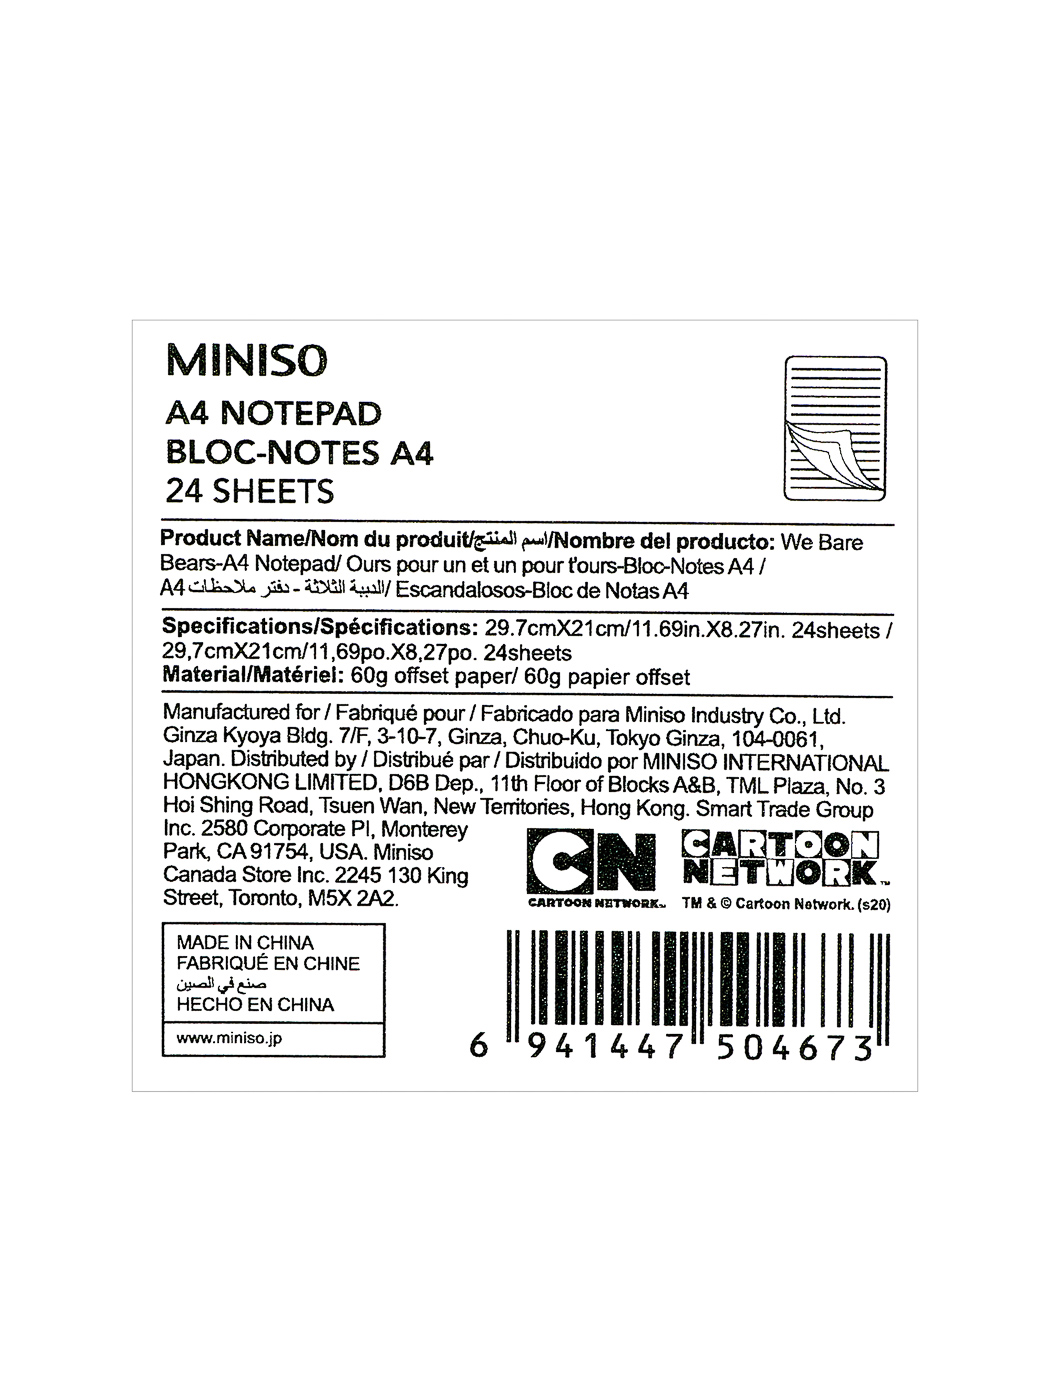 MINISO
A4 NOTEPAD
BLOC-NOTES A4
24 SHEETS
Product Name/Nom du produit/اسم المنتج/Nombre del producto: We Bare
Bears-A4 Notepad/ Ours pour un et un pour t'ours-Bloc-Notes A4 /
A4 الدببة الثلاثة - دفتر ملاحظات/ Escandalosos-Bloc de Notas A4
Specifications/Spécifications: 29.7cmX21cm/11.69in.X8.27in. 24sheets /
29,7cmX21cm/11,69po.X8,27po. 24sheets
Material/Matériel: 60g offset paper/ 60g papier offset
Manufactured for / Fabriqué pour / Fabricado para Miniso Industry Co., Ltd.
Ginza Kyoya Bldg. 7/F, 3-10-7, Ginza, Chuo-Ku, Tokyo Ginza, 104-0061,
Japan. Distributed by / Distribué par / Distribuido por MINISO INTERNATIONAL
HONGKONG LIMITED, D6B Dep., 11th Floor of Blocks A&B, TML Plaza, No. 3
Hoi Shing Road, Tsuen Wan, New Territories, Hong Kong. Smart Trade Group
Inc. 2580 Corporate Pl, Monterey
Park, CA 91754, USA. Miniso
Canada Store Inc. 2245 130 King
Street, Toronto, M5X 2A2.
CN
CARTOON NETWORK™
CARTOON
NETWORK™
TM & © Cartoon Network. (s20)
MADE IN CHINA
FABRIQUÉ EN CHINE
صنع في الصين
HECHO EN CHINA
www.miniso.jp
6 941447 504673